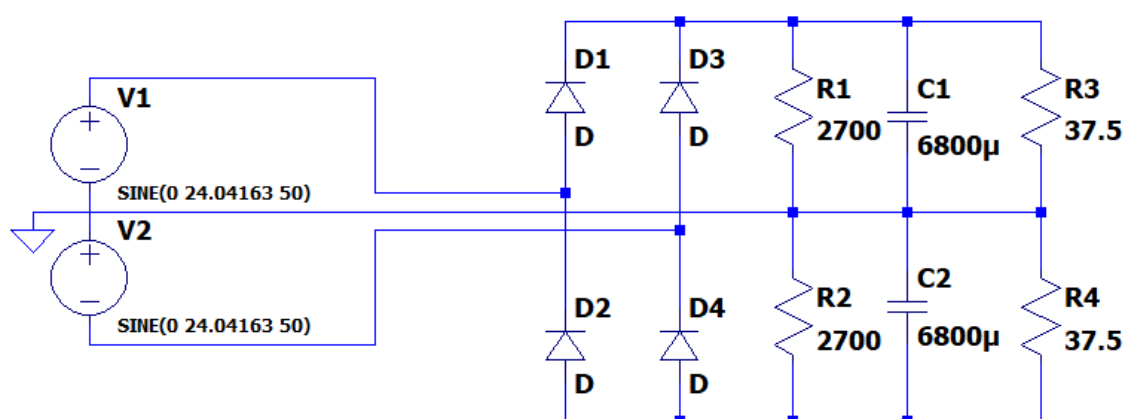 D1
D3
V1
R1
C1
R3
D
D
2700
6800µ
37.5
SINE(0 24.04163 50)
V2
C2
R2
R4
D2
D4
SINE(0 24.04163 50)
2700
6800µ
37.5
D
D